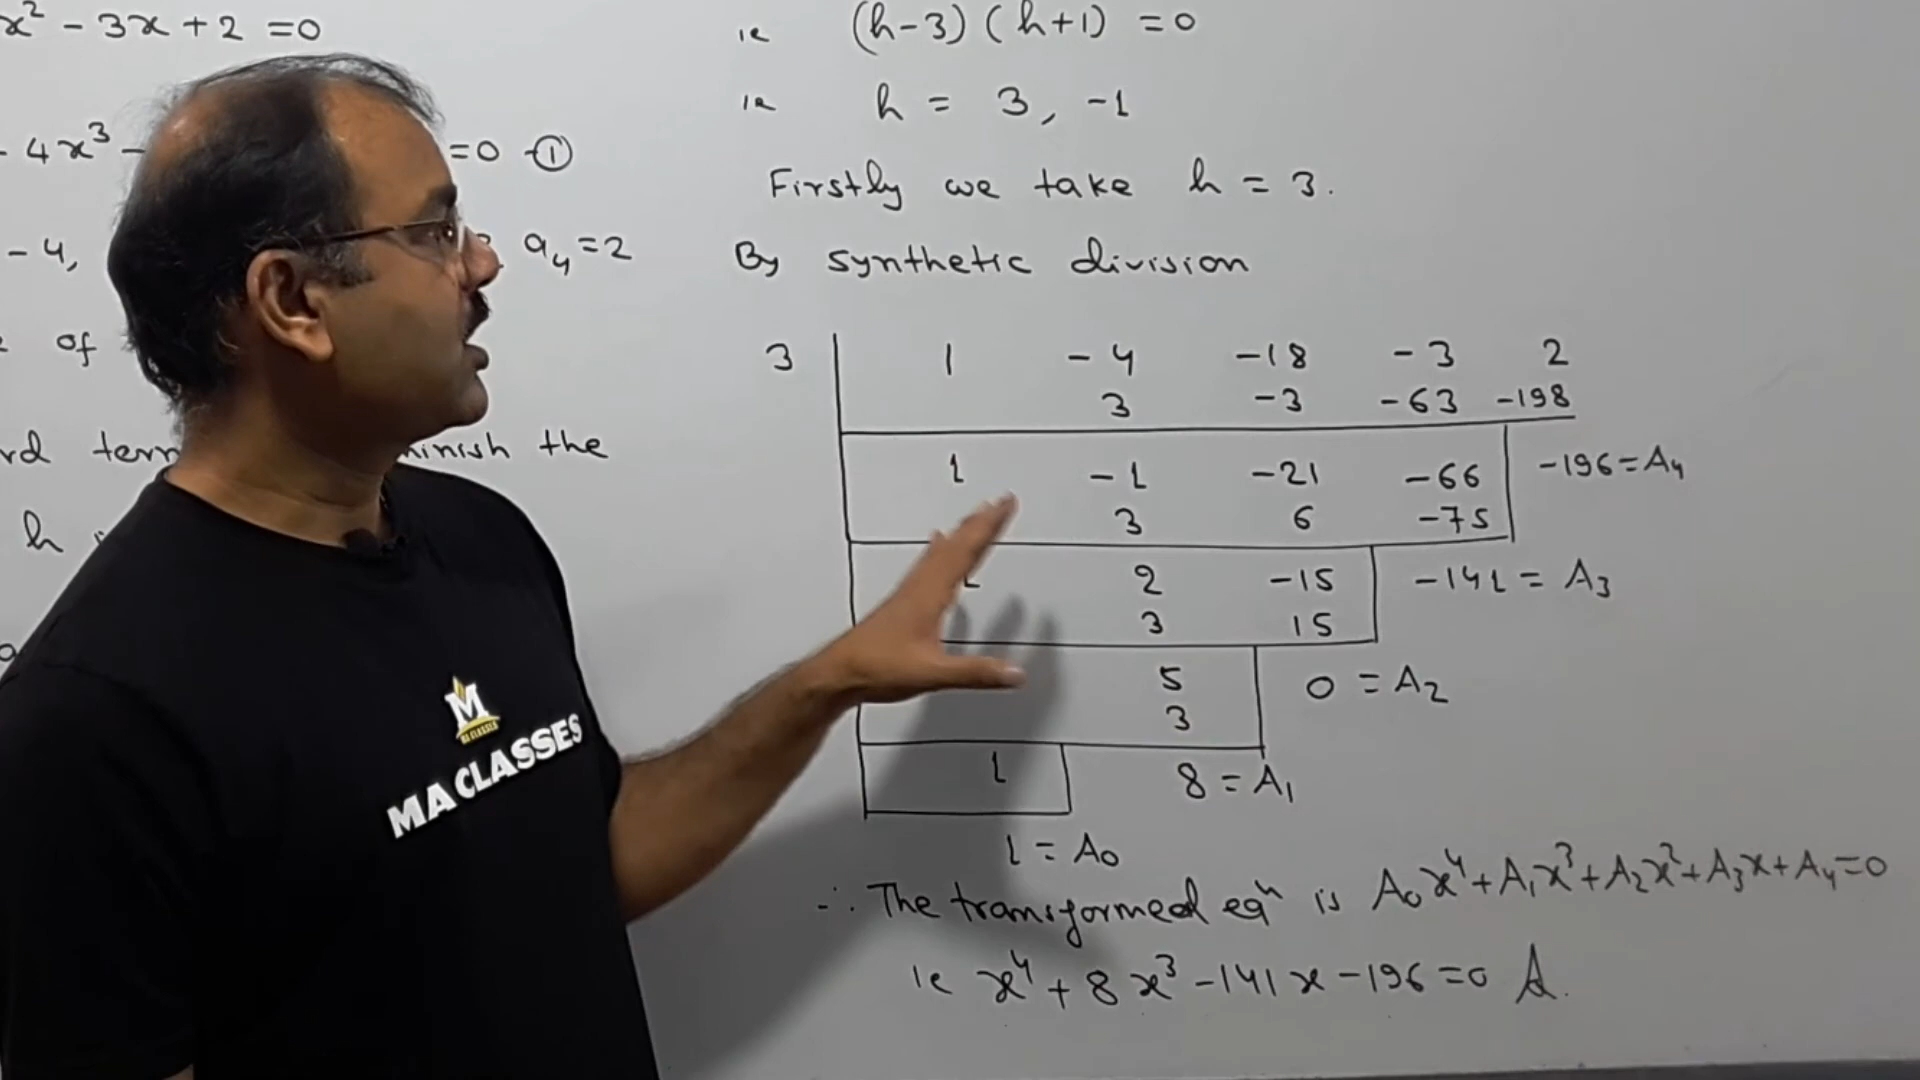 x² - 3x + 2 = 0
- 4x³ - = 0 - ①
- 4, a₄ = 2
of
rd term minish the
h
ie (h-3) (h+1) = 0
ie h = 3, -1
Firstly we take h = 3.
By synthetic division
3 1 -4 -18 -3 2
3 -3 -63 -198
1 -1 -21 -66 -196 = A₄
3 6 -75
2 -15 -141 = A₃
3 15
5 0 = A₂
3
1 8 = A₁
1 = A₀
∴ The transformed eqⁿ is A₀x⁴ + A₁x³ + A₂x² + A₃x + A₄ = 0
ie x⁴ + 8x³ - 141x - 196 = 0
M
MA CLASSES
MA CLASSES